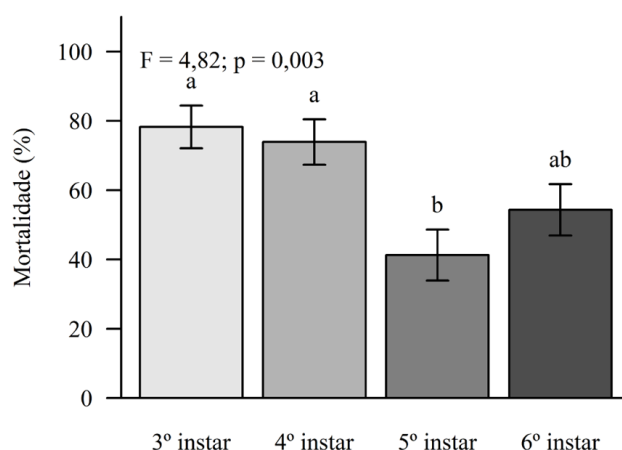 Mortalidade (%)
100
80
60
40
20
0
F = 4,82; p = 0,003
a
a
b
ab
3º instar
4º instar
5º instar
6º instar